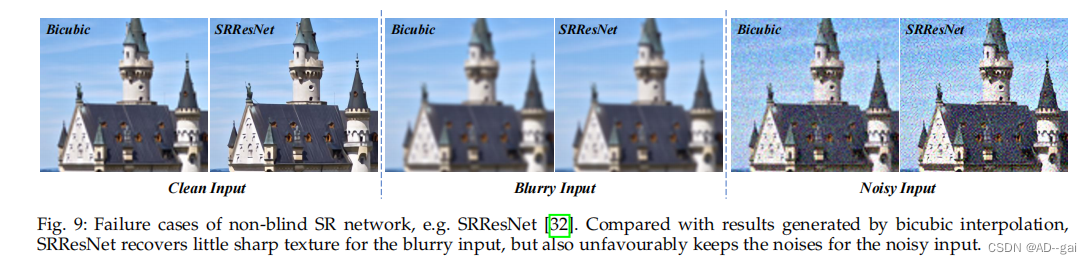 Bicubic SRResNet Bicubic SRResNet Bicubic SRResNet
Clean Input Blurry Input Noisy Input
Fig. 9: Failure cases of non-blind SR network, e.g. SRResNet [32]. Compared with results generated by bicubic interpolation,
SRResNet recovers little sharp texture for the blurry input, but also unfavourably keeps the noises for the noisy input.
CSDN @AD--gai